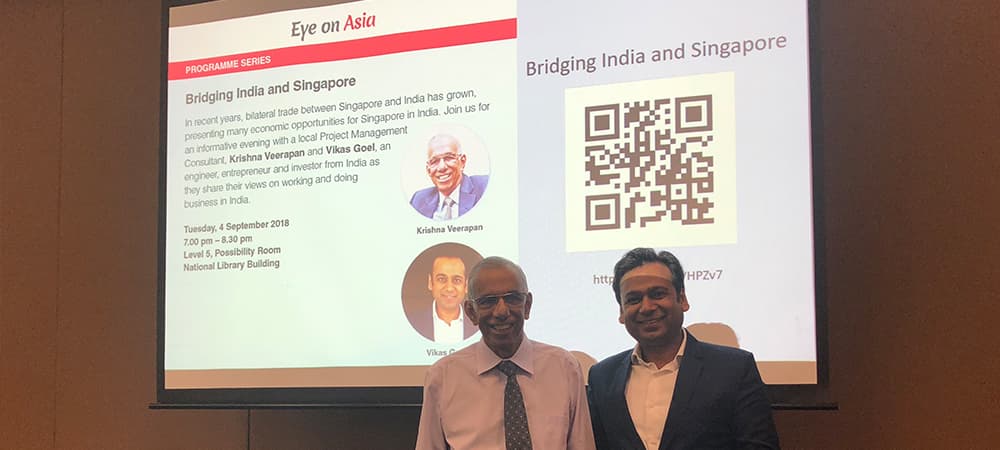 Eye on Asia
PROGRAMME SERIES
Bridging India and Singapore
In recent years, bilateral trade between Singapore and India has grown,
presenting many economic opportunities for Singapore in India. Join us for
an informative evening with a local Project Management
Consultant, Krishna Veerapan and Vikas Goel, an
engineer, entrepreneur and investor from India as
they share their views on working and doing
business in India.
Tuesday, 4 September 2018
7.00 pm – 8.30 pm
Level 5, Possibility Room
National Library Building
Krishna Veerapan
Vikas
Bridging India and Singapore
HPZv7